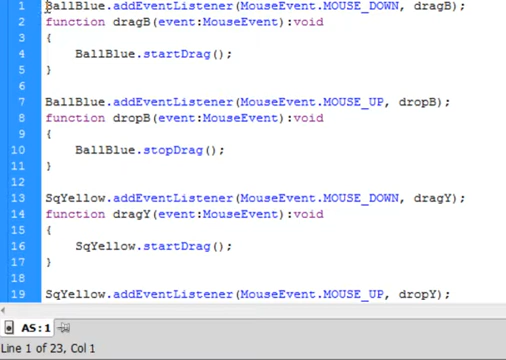 1 BallBlue.addEventListener(MouseEvent.MOUSE_DOWN, dragB);
2 function dragB(event:MouseEvent):void
3 {
4     BallBlue.startDrag();
5 }
6
7 BallBlue.addEventListener(MouseEvent.MOUSE_UP, dropB);
8 function dropB(event:MouseEvent):void
9 {
10     BallBlue.stopDrag();
11 }
12
13 SqYellow.addEventListener(MouseEvent.MOUSE_DOWN, dragY);
14 function dragY(event:MouseEvent):void
15 {
16     SqYellow.startDrag();
17 }
18
19 SqYellow.addEventListener(MouseEvent.MOUSE_UP, dropY);
AS:1
Line 1 of 23, Col 1